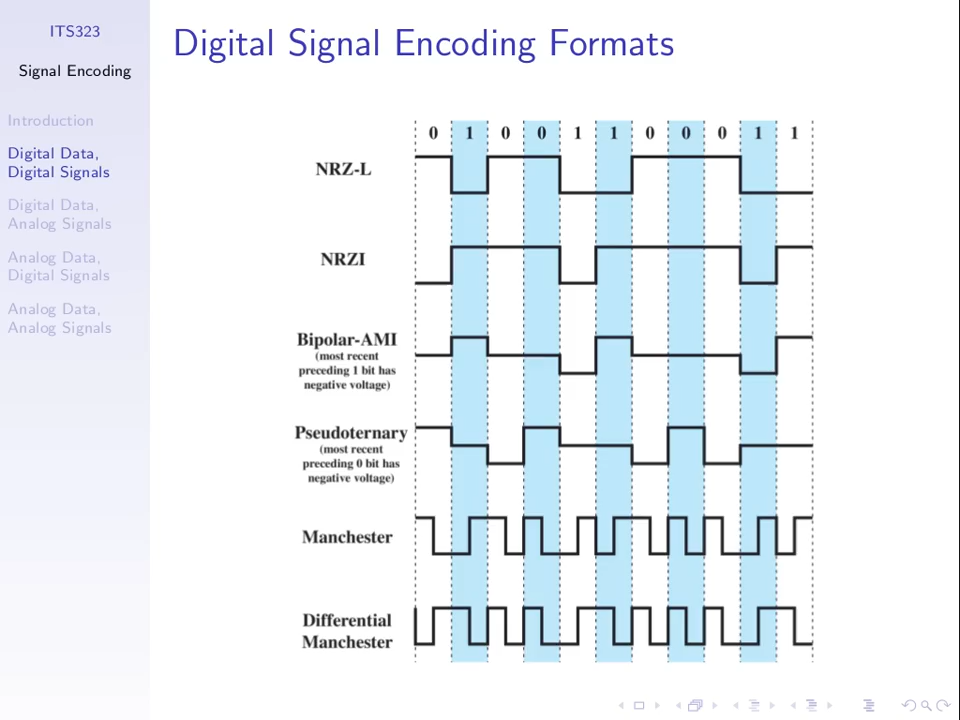 ITS323
Signal Encoding
Introduction
Digital Data,
Digital Signals
Digital Data,
Analog Signals
Analog Data,
Digital Signals
Analog Data,
Analog Signals
Digital Signal Encoding Formats
0 1 0 0 1 1 0 0 0 1 1
NRZ-L
NRZI
Bipolar-AMI
(most recent
preceding 1 bit has
negative voltage)
Pseudoternary
(most recent
preceding 0 bit has
negative voltage)
Manchester
Differential
Manchester